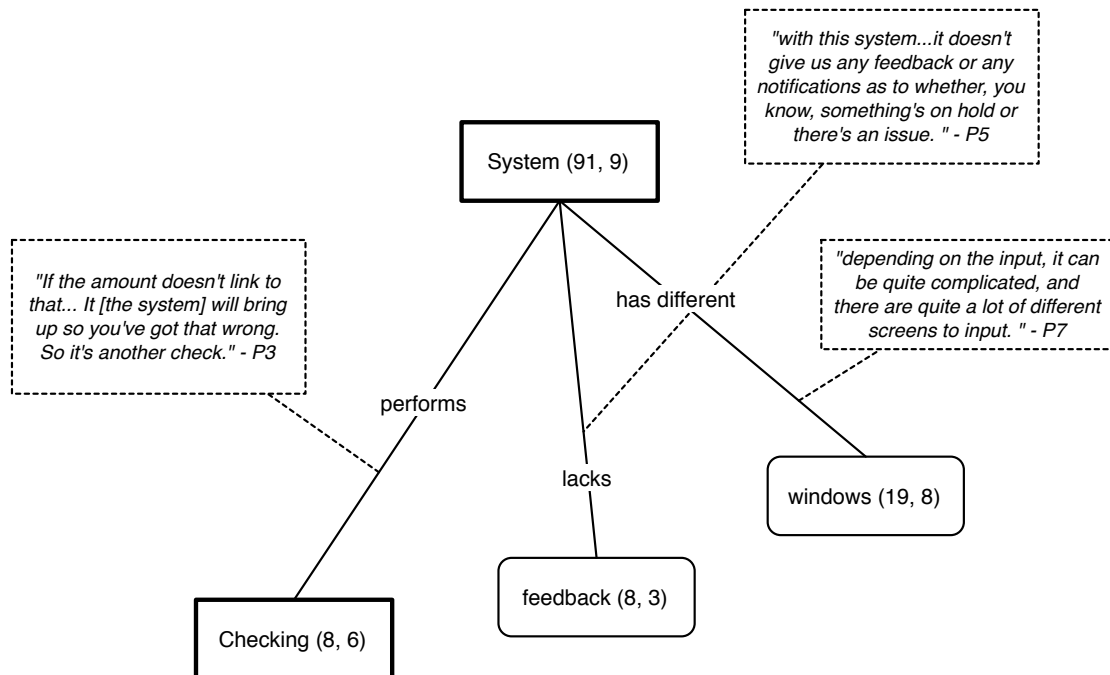 "with this system...it doesn't
give us any feedback or any
notifications as to whether, you
know, something's on hold or
there's an issue. " - P5
System (91, 9)
"If the amount doesn't link to
that... It [the system] will bring
up so you've got that wrong.
So it's another check." - P3
"depending on the input, it can
be quite complicated, and
there are quite a lot of different
screens to input. " - P7
has different
performs
lacks
windows (19, 8)
feedback (8, 3)
Checking (8, 6)